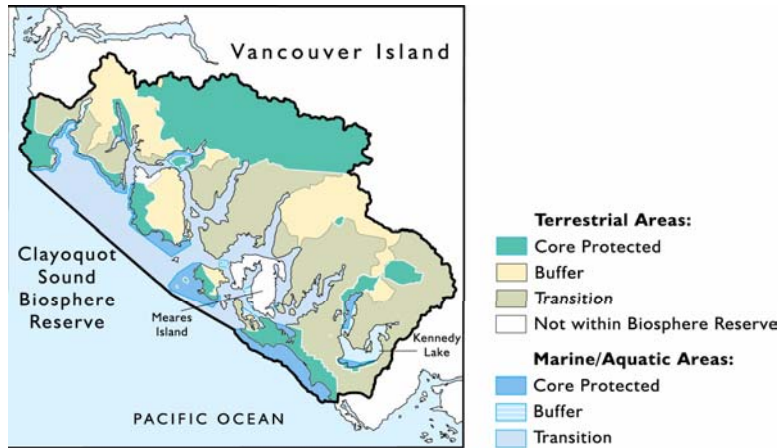 Vancouver Island
Clayoquot
Sound
Biosphere
Reserve
Meares
Island
Kennedy
Lake
PACIFIC OCEAN
Terrestrial Areas:
Core Protected
Buffer
Transition
Not within Biosphere Reserve
Marine/Aquatic Areas:
Core Protected
Buffer
Transition